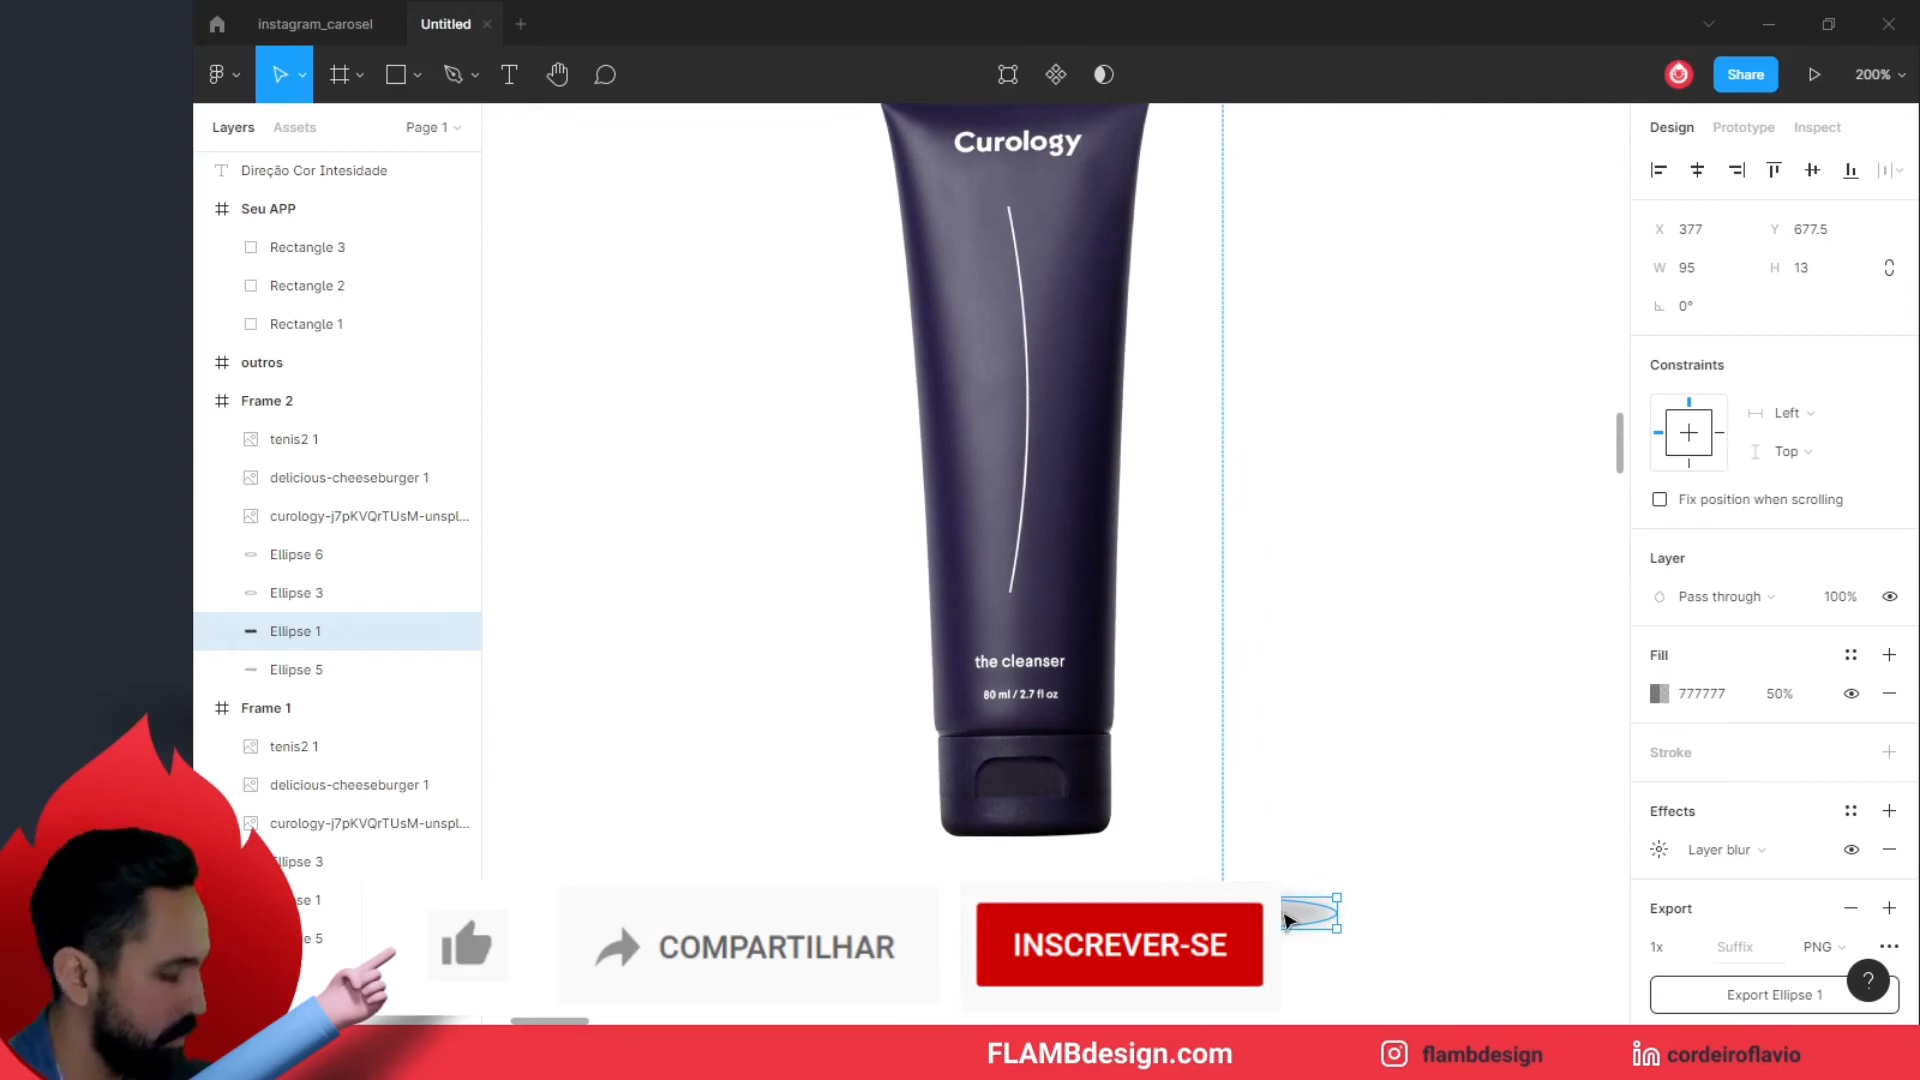 instagram_carosel
Untitled
Share
200%
Layers
Assets
Page 1
Direção Cor Intesidade
Seu APP
Rectangle 3
Rectangle 2
Rectangle 1
outros
Frame 2
tenis2 1
delicious-cheeseburger 1
curology-j7pKVQrTUsM-unspl...
Ellipse 6
Ellipse 3
Ellipse 1
Ellipse 5
Frame 1
tenis2 1
delicious-cheeseburger 1
curology-j7pKVQrTUsM-unspl...
llipse 3
se 1
e 5
Curology
the cleanser
80 ml / 2.7 fl oz
Design
Prototype
Inspect
X 377
Y 677.5
W 95
H 13
0°
Constraints
Left
Top
Fix position when scrolling
Layer
Pass through
100%
Fill
777777
50%
Stroke
Effects
Layer blur
Export
1x
Suffix
PNG
Export Ellipse 1
?
COMPARTILHAR
INSCREVER-SE
FLAMBdesign.com
flambdesign
cordeiroflavio